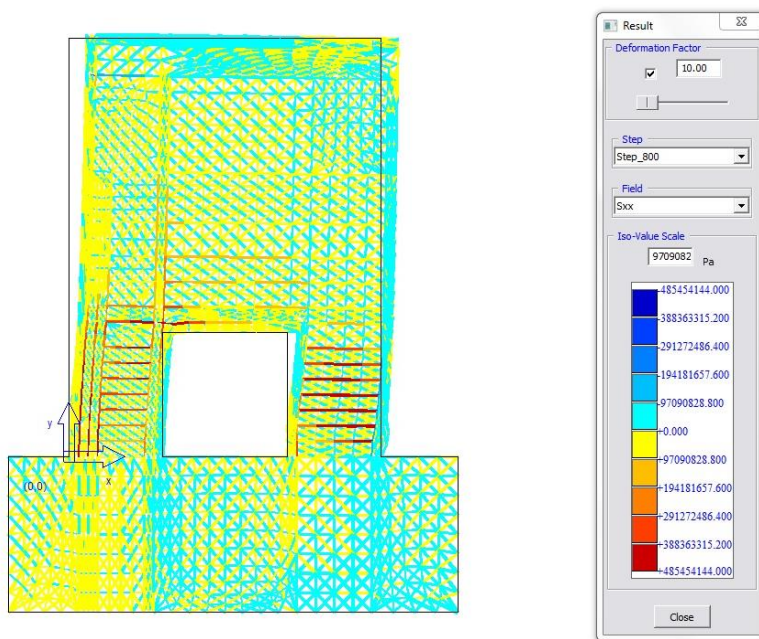 y
x
(0,0)
Result
Deformation Factor
10.00
Step
Step_800
Field
Sxx
Iso-Value Scale
9709082
Pa
-485454144.000
-388363315.200
-291272486.400
-194181657.600
-97090828.800
+0.000
+97090828.800
+194181657.600
+291272486.400
+388363315.200
+485454144.000
Close